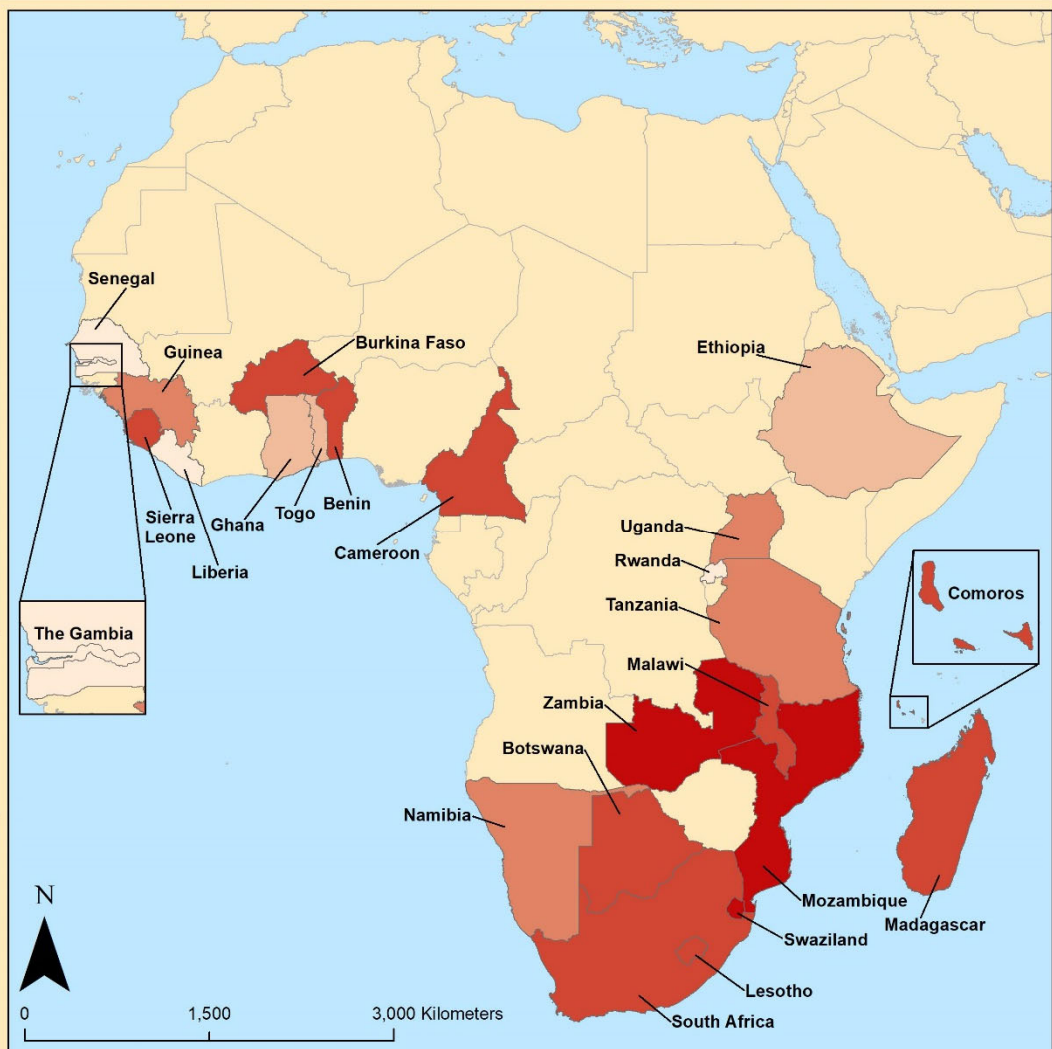 Senegal
Guinea
Burkina Faso
Ethiopia
Sierra
Leone
Liberia
Ghana
Togo
Benin
Cameroon
Uganda
Rwanda
Tanzania
Malawi
Comoros
The Gambia
Zambia
Botswana
Namibia
Mozambique
Madagascar
Swaziland
Lesotho
South Africa
N
0 1,500 3,000 Kilometers